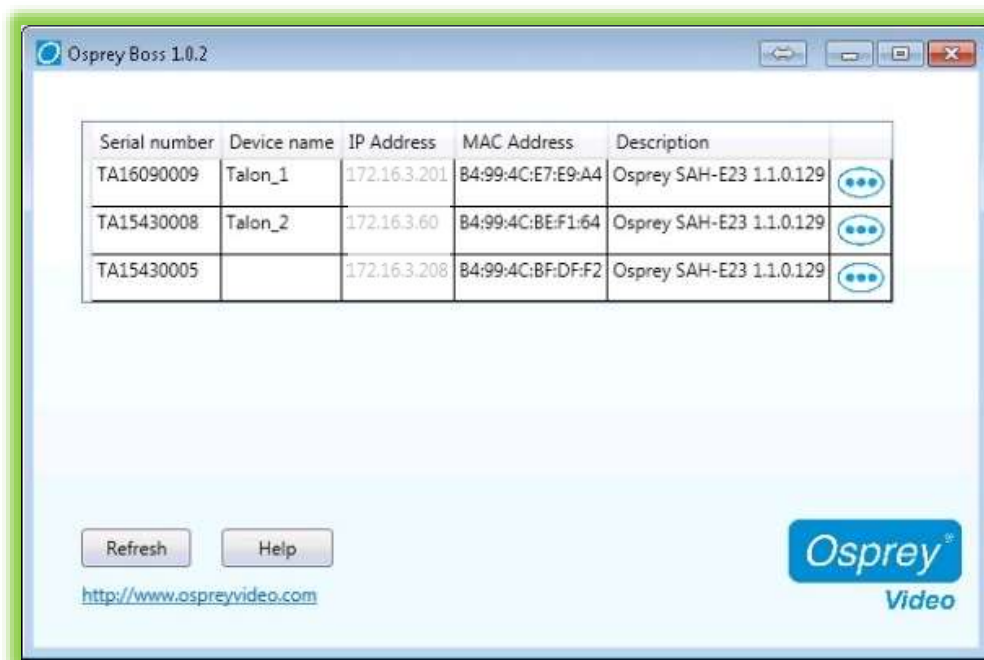 Osprey Boss 1.0.2
Serial number Device name IP Address MAC Address Description
TA16090009 Talon_1 172.16.3.201 B4:99:4C:E7:E9:A4 Osprey SAH-E23 1.1.0.129
TA15430008 Talon_2 172.16.3.60 B4:99:4C:BE:F1:64 Osprey SAH-E23 1.1.0.129
TA15430005 172.16.3.208 B4:99:4C:BF:DF:F2 Osprey SAH-E23 1.1.0.129
Refresh Help
http://www.ospreyvideo.com
Osprey®
Video